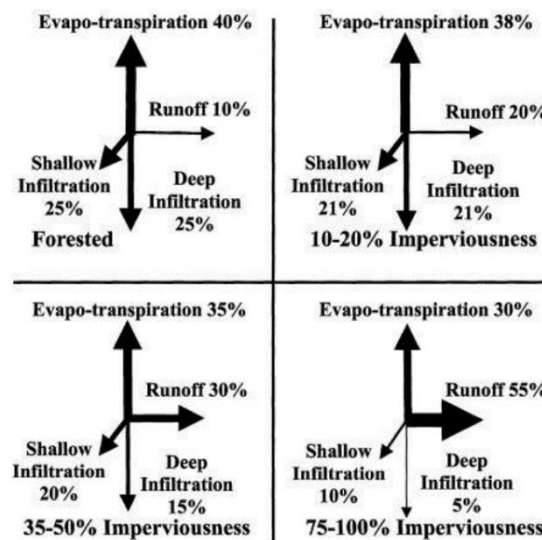 Evapo-transpiration 40%
Runoff 10%
Shallow
Infiltration
25%
Deep
Infiltration
25%
Forested
Evapo-transpiration 38%
Runoff 20%
Shallow
Infiltration
21%
Deep
Infiltration
21%
10-20% Imperviousness
Evapo-transpiration 35%
Runoff 30%
Shallow
Infiltration
20%
Deep
Infiltration
15%
35-50% Imperviousness
Evapo-transpiration 30%
Runoff 55%
Shallow
Infiltration
10%
Deep
Infiltration
5%
75-100% Imperviousness